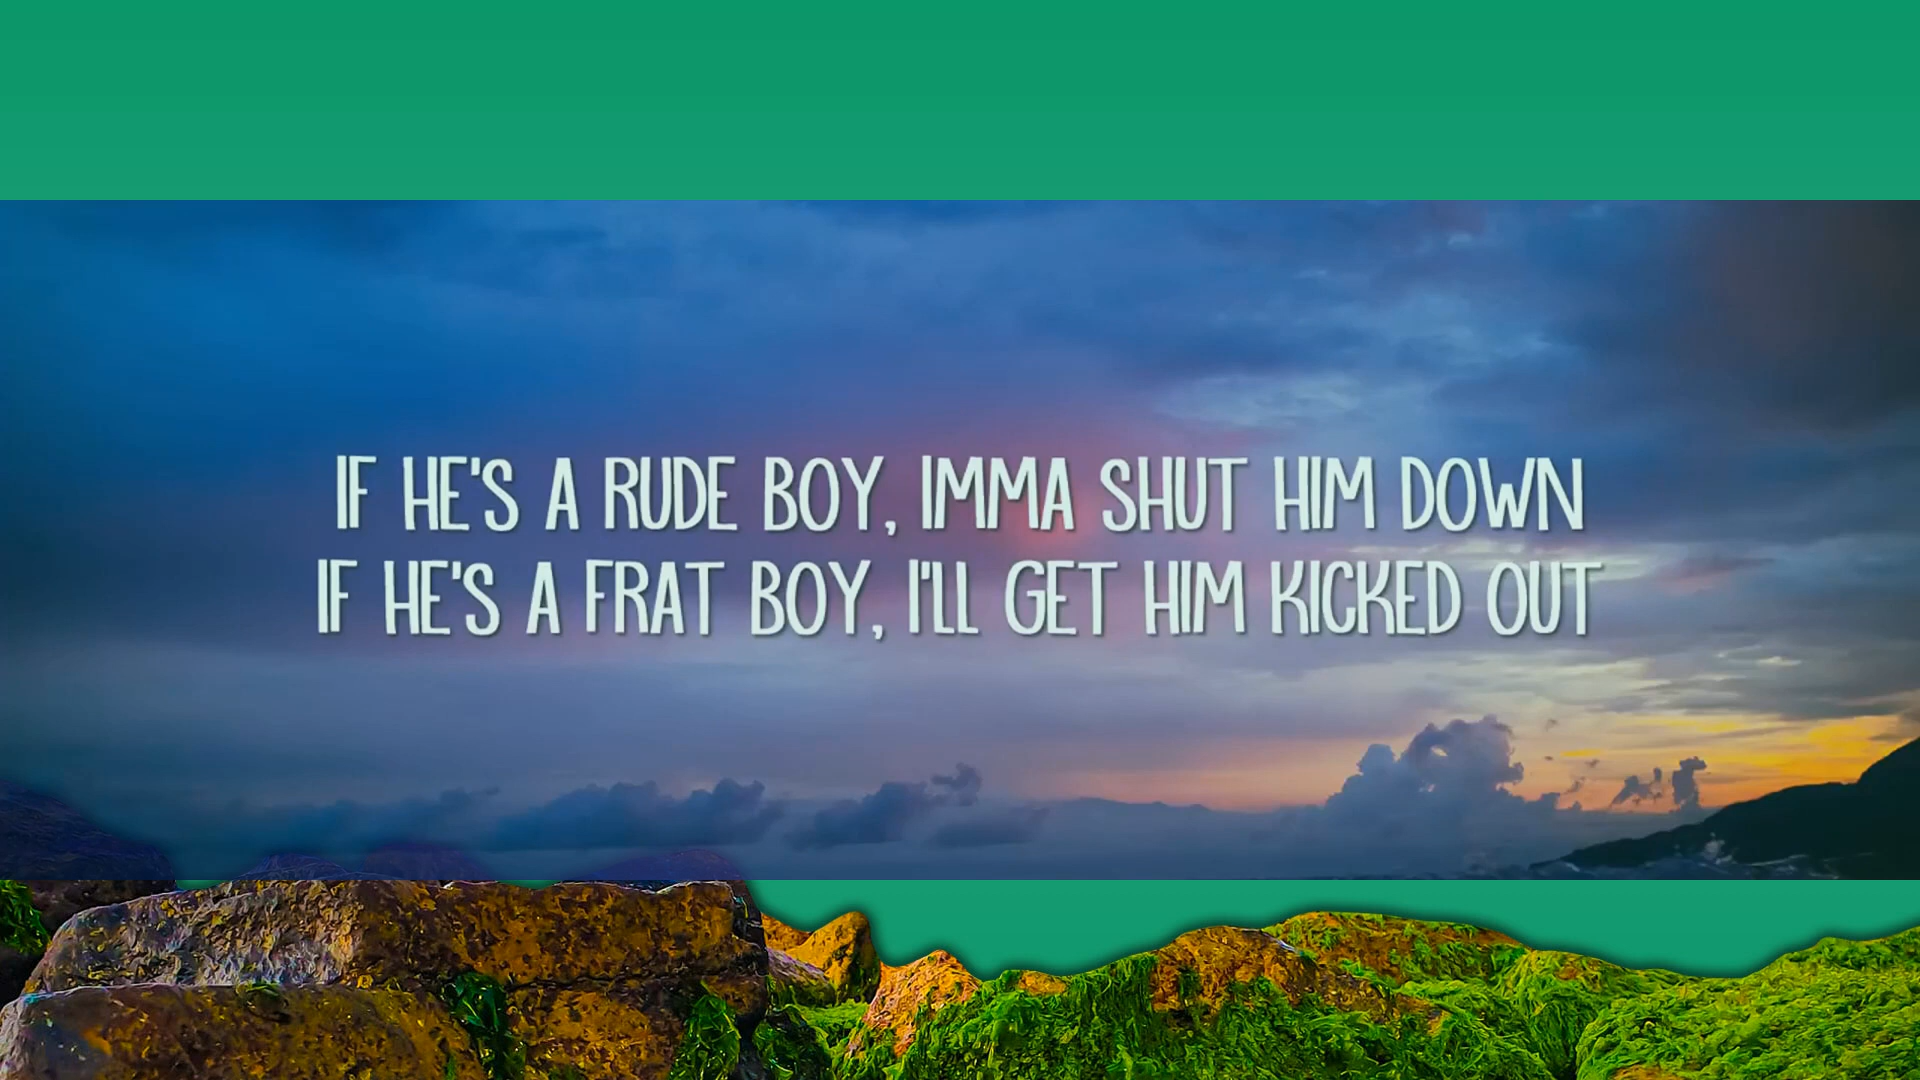 IF HE'S A RUDE BOY, IMMA SHUT HIM DOWN
IF HE'S A FRAT BOY, I'LL GET HIM KICKED OUT